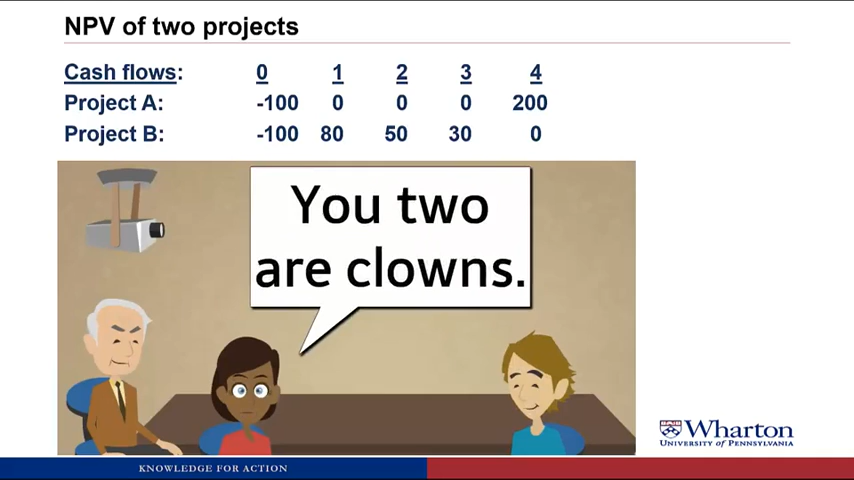 NPV of two projects
Cash flows: 0 1 2 3 4
Project A: -100 0 0 0 200
Project B: -100 80 50 30 0
You two
are clowns.
Wharton
UNIVERSITY OF PENNSYLVANIA
KNOWLEDGE FOR ACTION